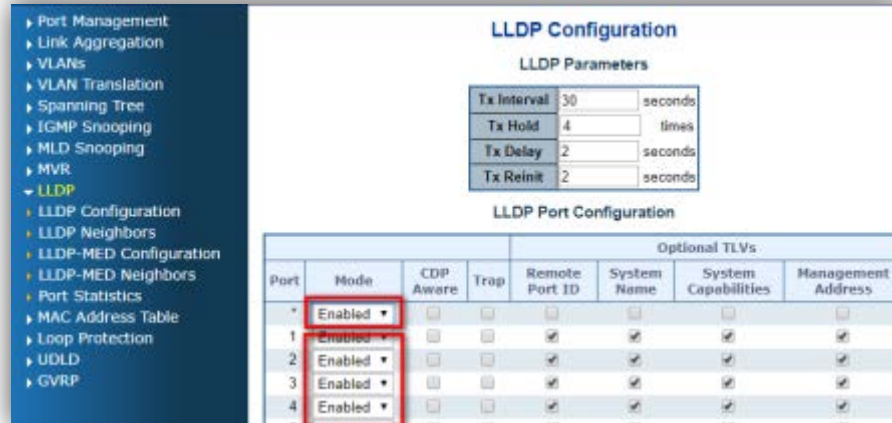 Port Management
Link Aggregation
VLANs
VLAN Translation
Spanning Tree
IGMP Snooping
MLD Snooping
MVR
LLDP
LLDP Configuration
LLDP Neighbors
LLDP-MED Configuration
LLDP-MED Neighbors
Port Statistics
MAC Address Table
Loop Protection
UDLD
GVRP
LLDP Configuration
LLDP Parameters
Tx Interval 30 seconds
Tx Hold 4 times
Tx Delay 2 seconds
Tx Reinit 2 seconds
LLDP Port Configuration
Optional TLVs
Port Mode CDP Aware Trap Remote Port ID System Name System Capabilities Management Address
* Enabled
1 Enabled
2 Enabled
3 Enabled
4 Enabled